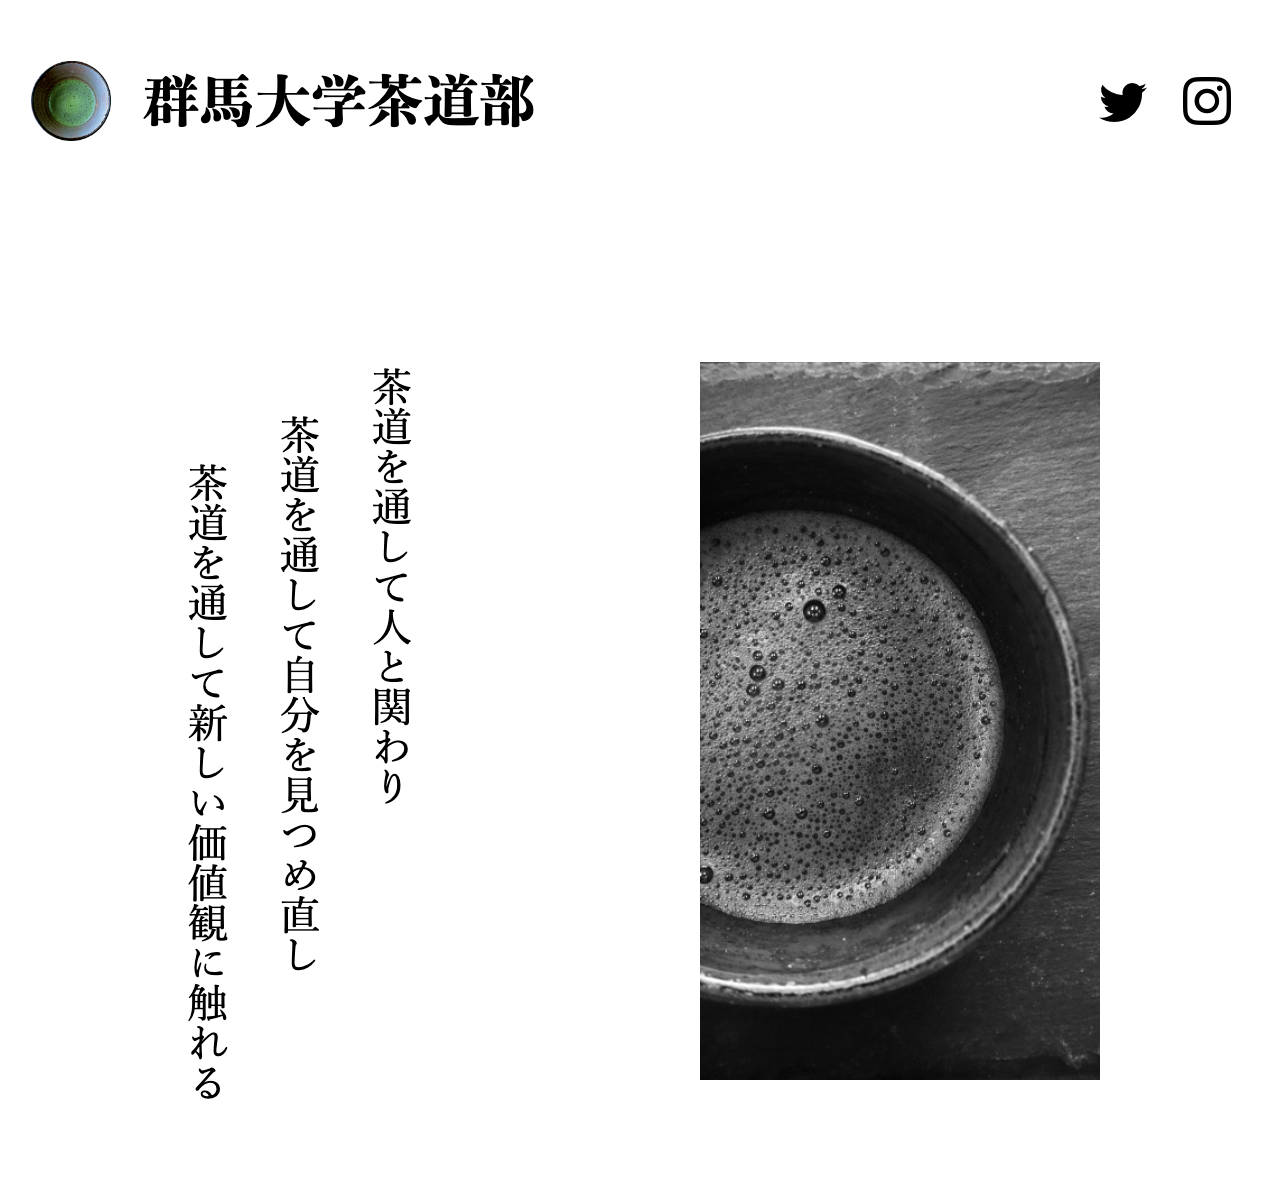 群馬大学茶道部
茶道を通して人と関わり
茶道を通して自分を見つめ直し
茶道を通して新しい価値観に触れる